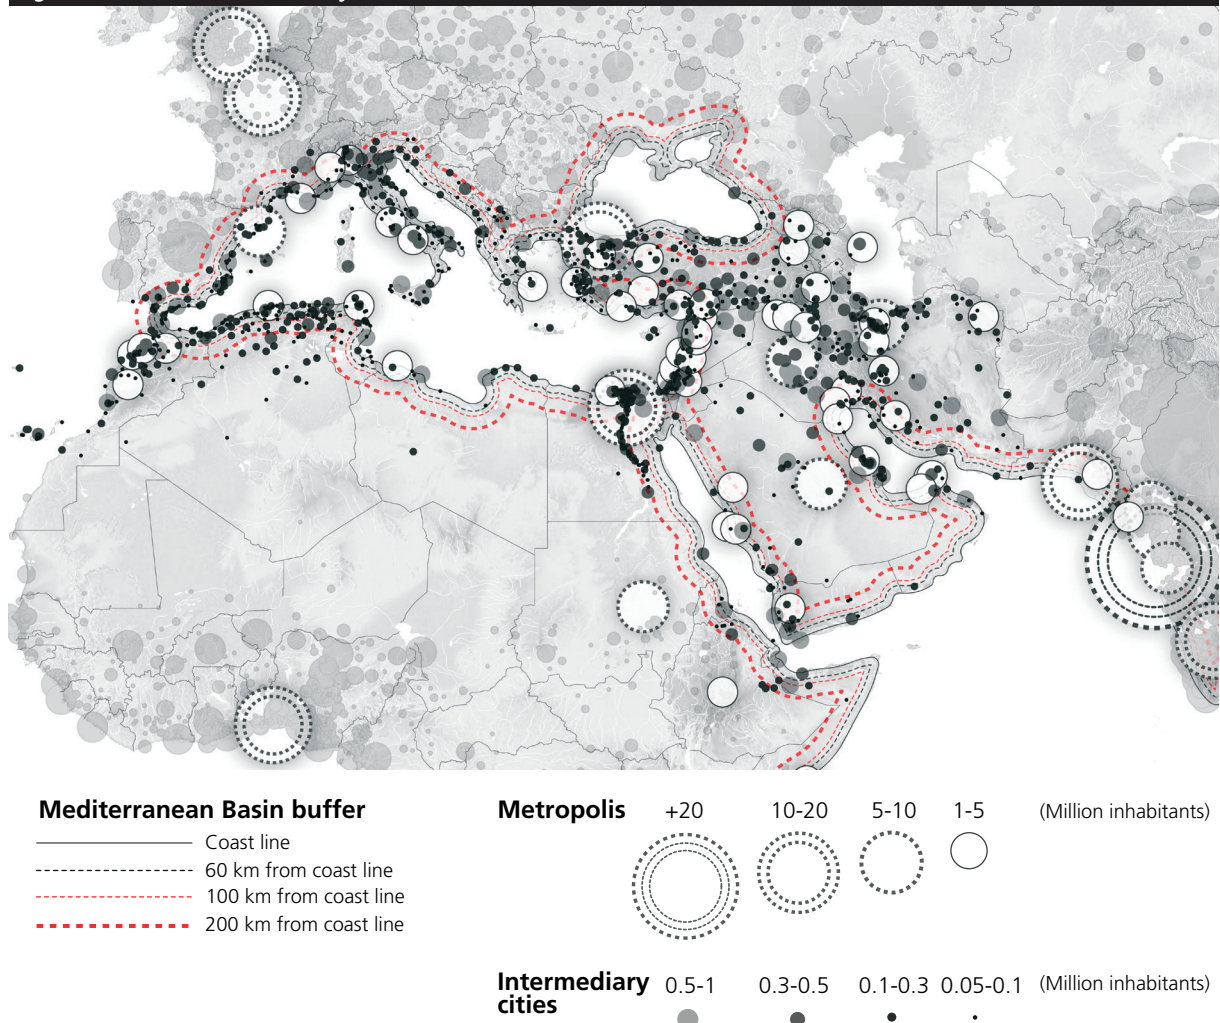 Mediterranean Basin buffer
Coast line
60 km from coast line
100 km from coast line
200 km from coast line
Metropolis +20 10-20 5-10 1-5 (Million inhabitants)
Intermediary cities 0.5-1 0.3-0.5 0.1-0.3 0.05-0.1 (Million inhabitants)